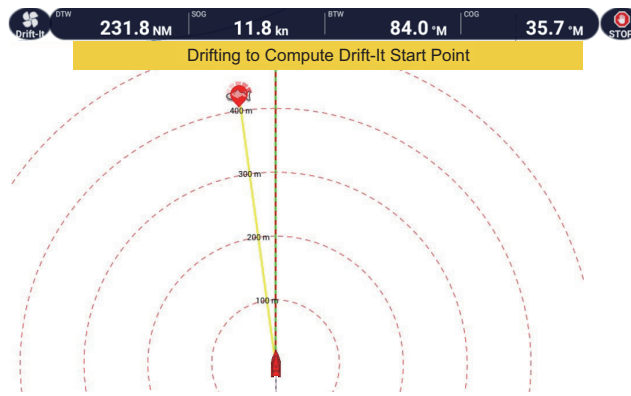 DTW 231.8 NM SOG 11.8 kn BTW 84.0 °M COG 35.7 °M
Drift-It STOP
Drifting to Compute Drift-It Start Point
400 m
300 m
200 m
100 m